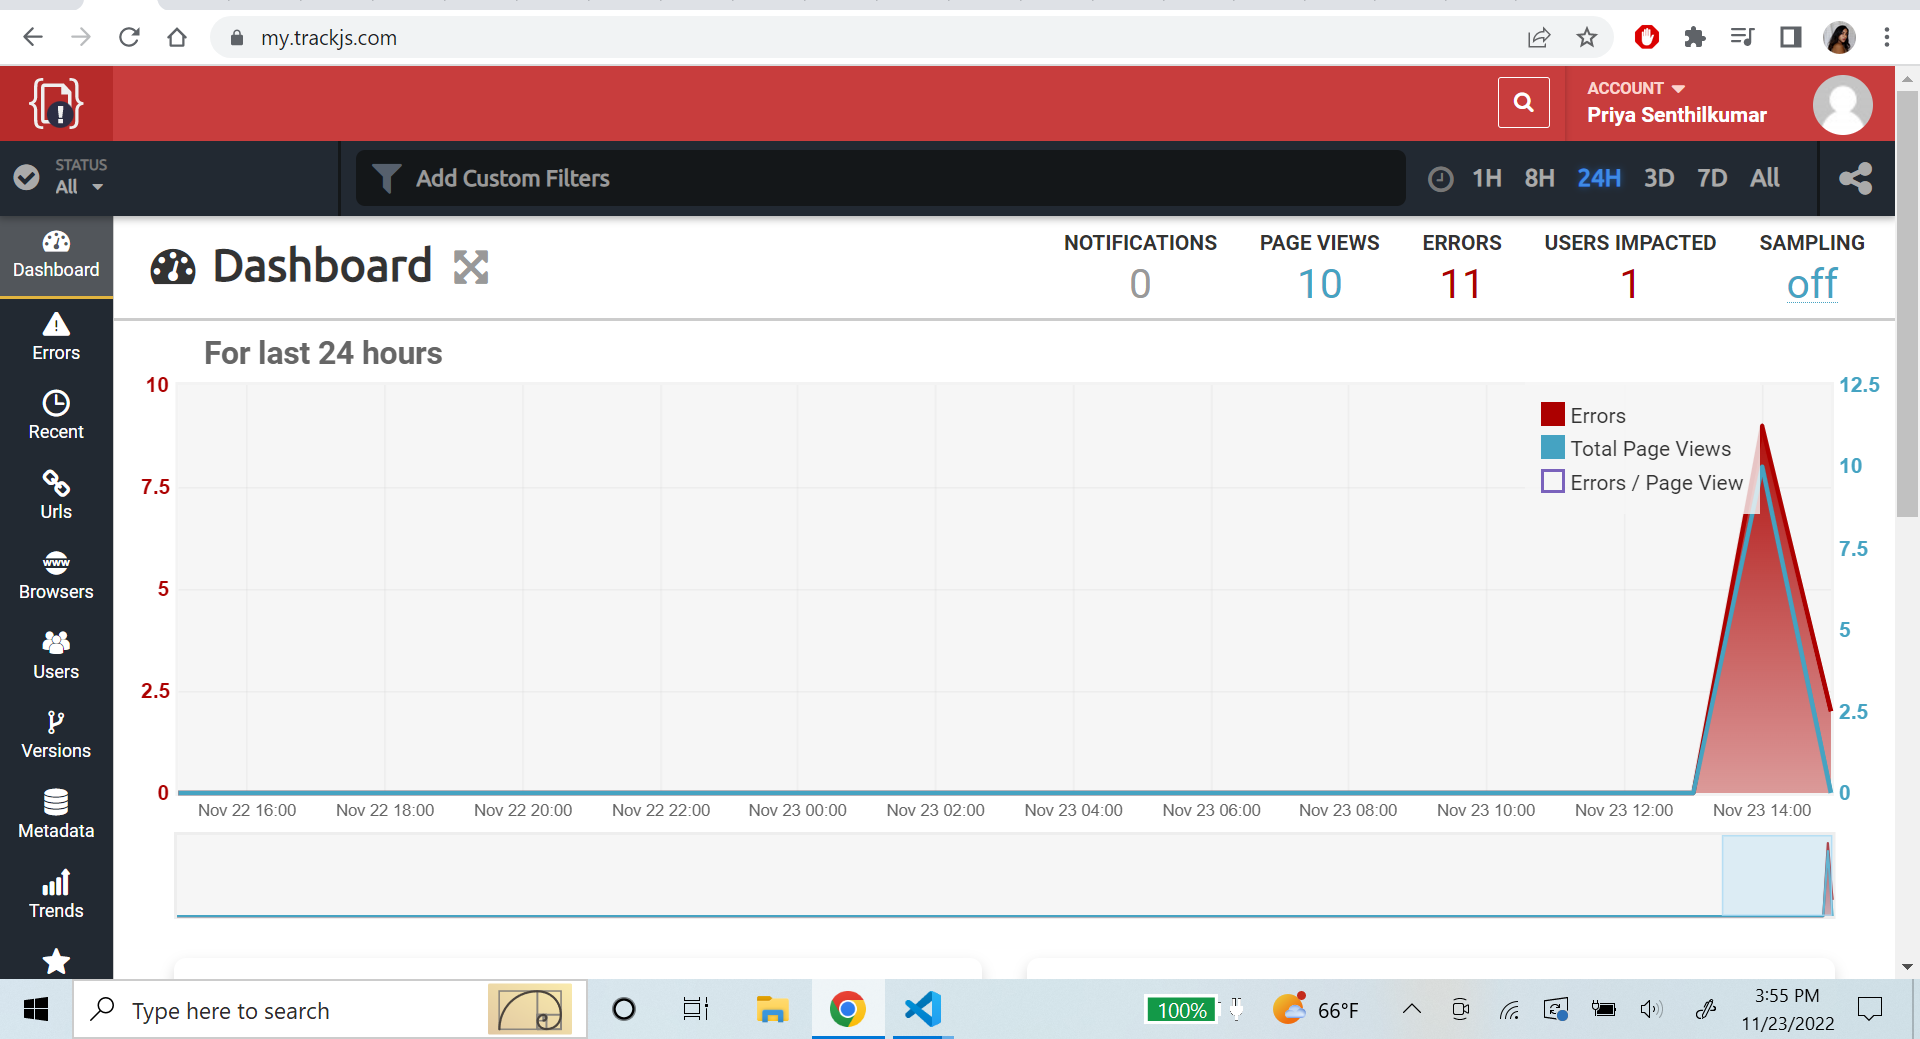 my.trackjs.com
ACCOUNT
Priya Senthilkumar
STATUS
All
Add Custom Filters
1H 8H 24H 3D 7D All
Dashboard
Errors
Recent
Urls
www
Browsers
Users
Versions
Metadata
Trends
Dashboard
NOTIFICATIONS PAGE VIEWS ERRORS USERS IMPACTED SAMPLING
0 10 11 1 off
For last 24 hours
10
7.5
5
2.5
0
12.5
10
7.5
5
2.5
0
Errors
Total Page Views
Errors / Page View
Nov 22 16:00 Nov 22 18:00 Nov 22 20:00 Nov 22 22:00 Nov 23 00:00 Nov 23 02:00 Nov 23 04:00 Nov 23 06:00 Nov 23 08:00 Nov 23 10:00 Nov 23 12:00 Nov 23 14:00
Type here to search
100%
66°F
3:55 PM
11/23/2022